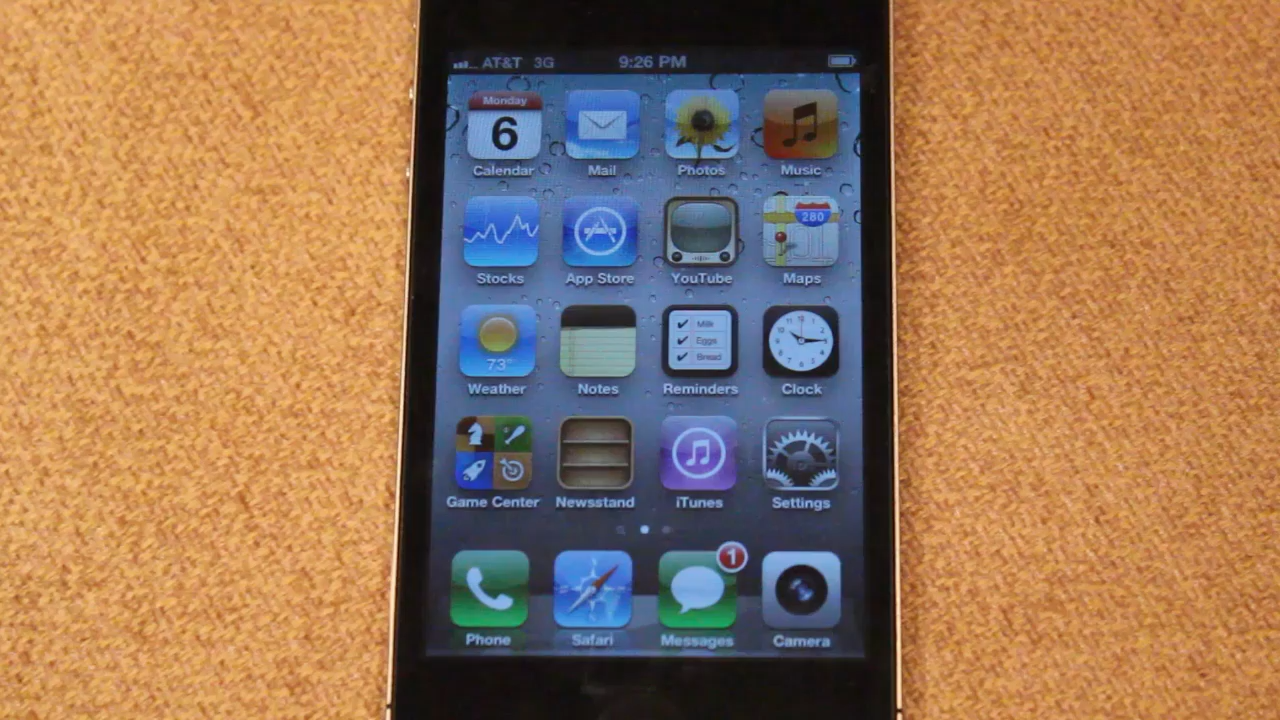 AT&T 3G 9:26 PM
Monday
6
Calendar Mail Photos Music
280
Stocks App Store YouTube Maps
73°
Milk
Eggs
Bread
Weather Notes Reminders Clock
Game Center Newsstand iTunes Settings
1
Phone Safari Messages Camera